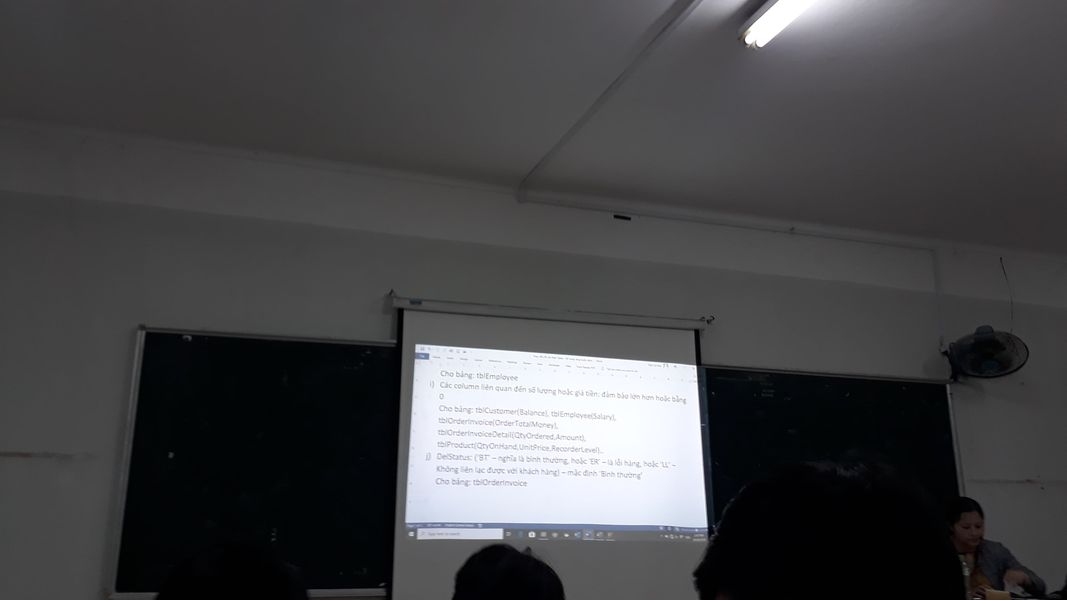 Cho bảng: tblEmployee
i) Các column liên quan đến số lượng hoặc giá tiền: đảm bảo lớn hơn hoặc bằng
0
Cho bảng: tblCustomer(Balance), tblEmployee(Salary),
tblOrderInvoice(OrderTotalMoney),
tblOrderInvoiceDetail(QtyOrdered,Amount),
tblProduct(QtyOnHand,UnitPrice,RecorderLevel)..
j) DelStatus: ('BT' – nghĩa là bình thường, hoặc 'ER' – là lỗi hàng, hoặc 'LL' –
Không liên lạc được với khách hàng) – mặc định 'Bình thường'
Cho bảng: tblOrderInvoice
Type here to search